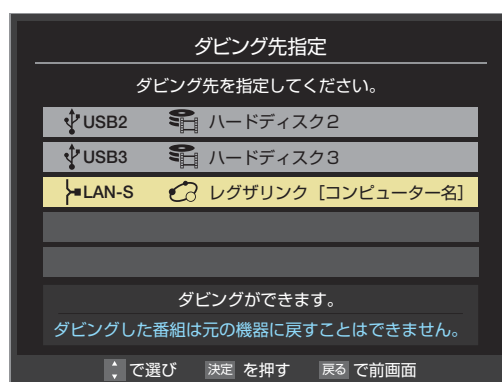 ダビング先指定
ダビング先を指定してください。
USB2 ハードディスク2
USB3 ハードディスク3
LAN-S レグザリンク [コンピューター名]
ダビングができます。
ダビングした番組は元の機器に戻すことはできません。
で選び 決定 を押す 戻る で前画面